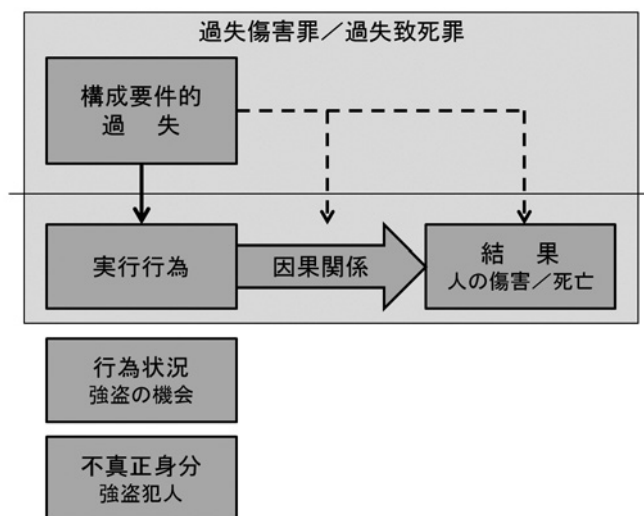 過失傷害罪／過失致死罪
構成要件的
過　失
実行行為
因果関係
結　果
人の傷害／死亡
行為状況
強盗の機会
不真正身分
強盗犯人